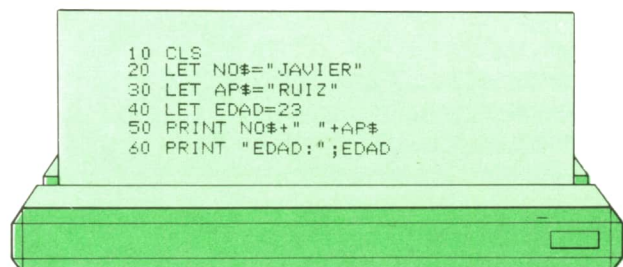 10 CLS
20 LET NO$="JAVIER"
30 LET AP$="RUIZ"
40 LET EDAD=23
50 PRINT NO$+" "+AP$
60 PRINT "EDAD:";EDAD